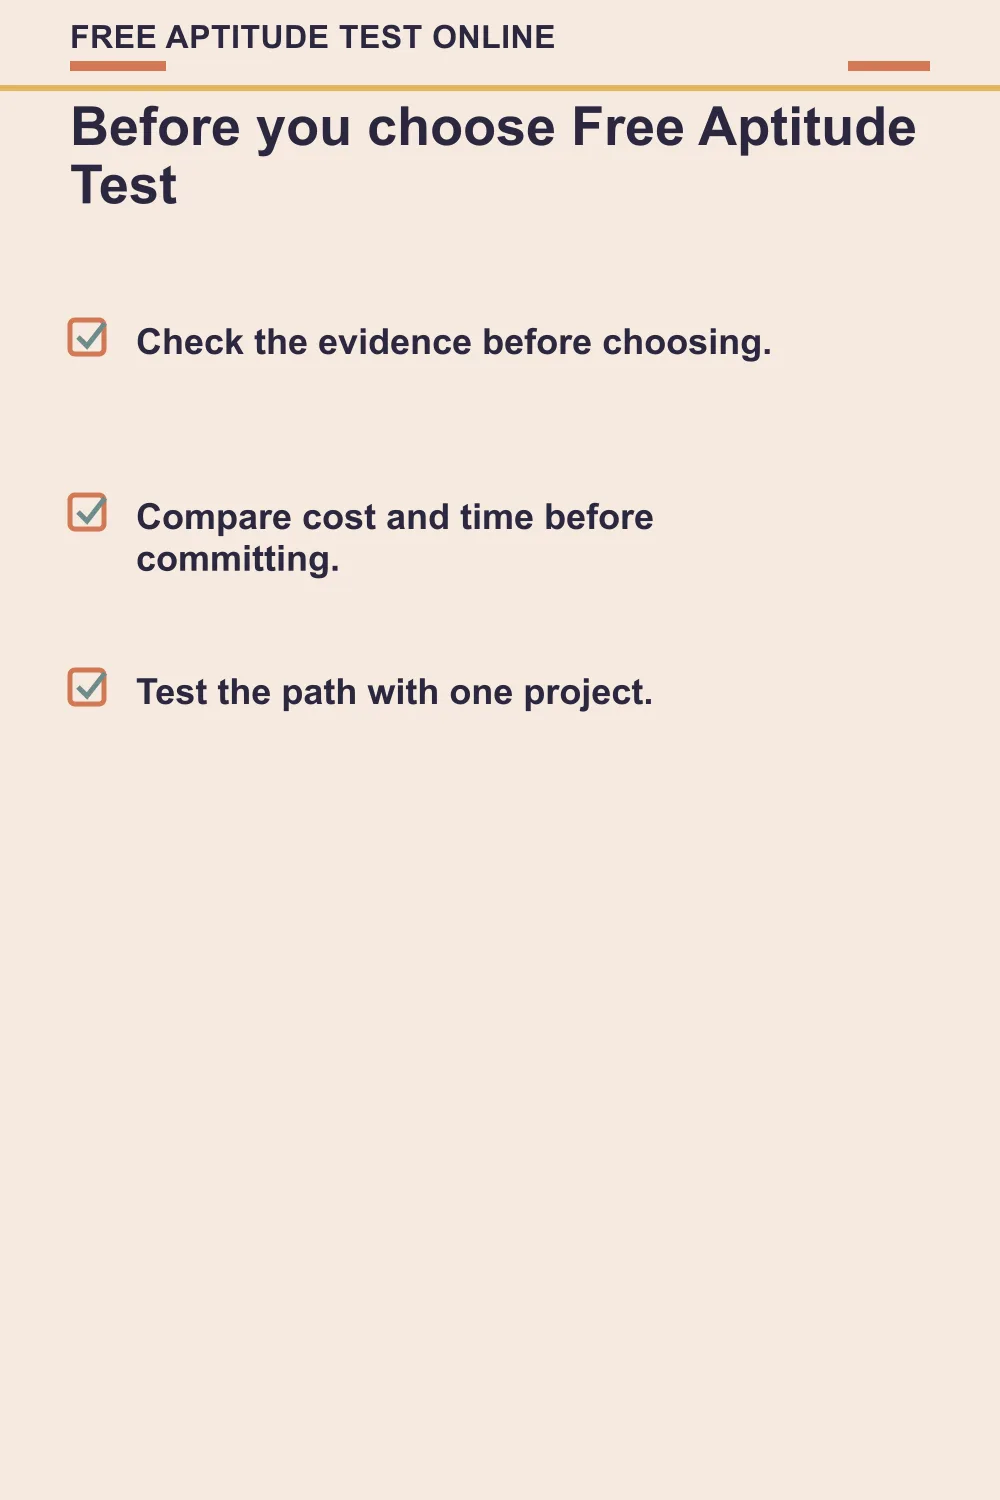 FREE APTITUDE TEST ONLINE
Before you choose Free Aptitude
Test
Check the evidence before choosing.
Compare cost and time before
committing.
Test the path with one project.